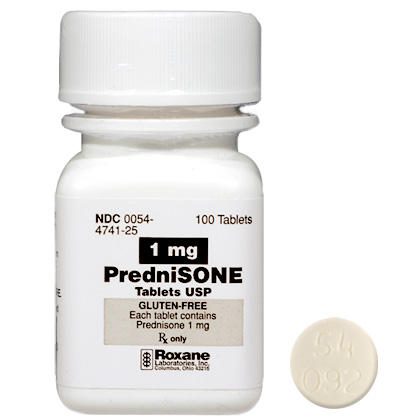 NDC 0054-
4741-25
100 Tablets
1 mg
PredniSONE
Tablets USP
GLUTEN-FREE
Each tablet contains
Prednisone 1 mg
℞ only
Roxane
Laboratories, Inc.
Columbus, Ohio 43216
54
092